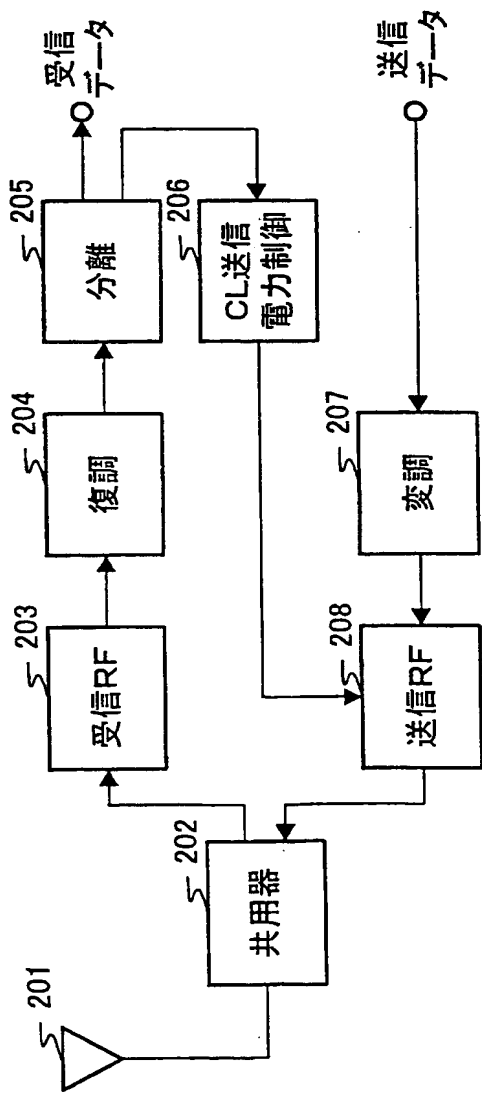 201
202
共用器
203
受信RF
204
復調
205
分離
受信
データ
206
CL送信
電力制御
207
変調
208
送信RF
送信
データ